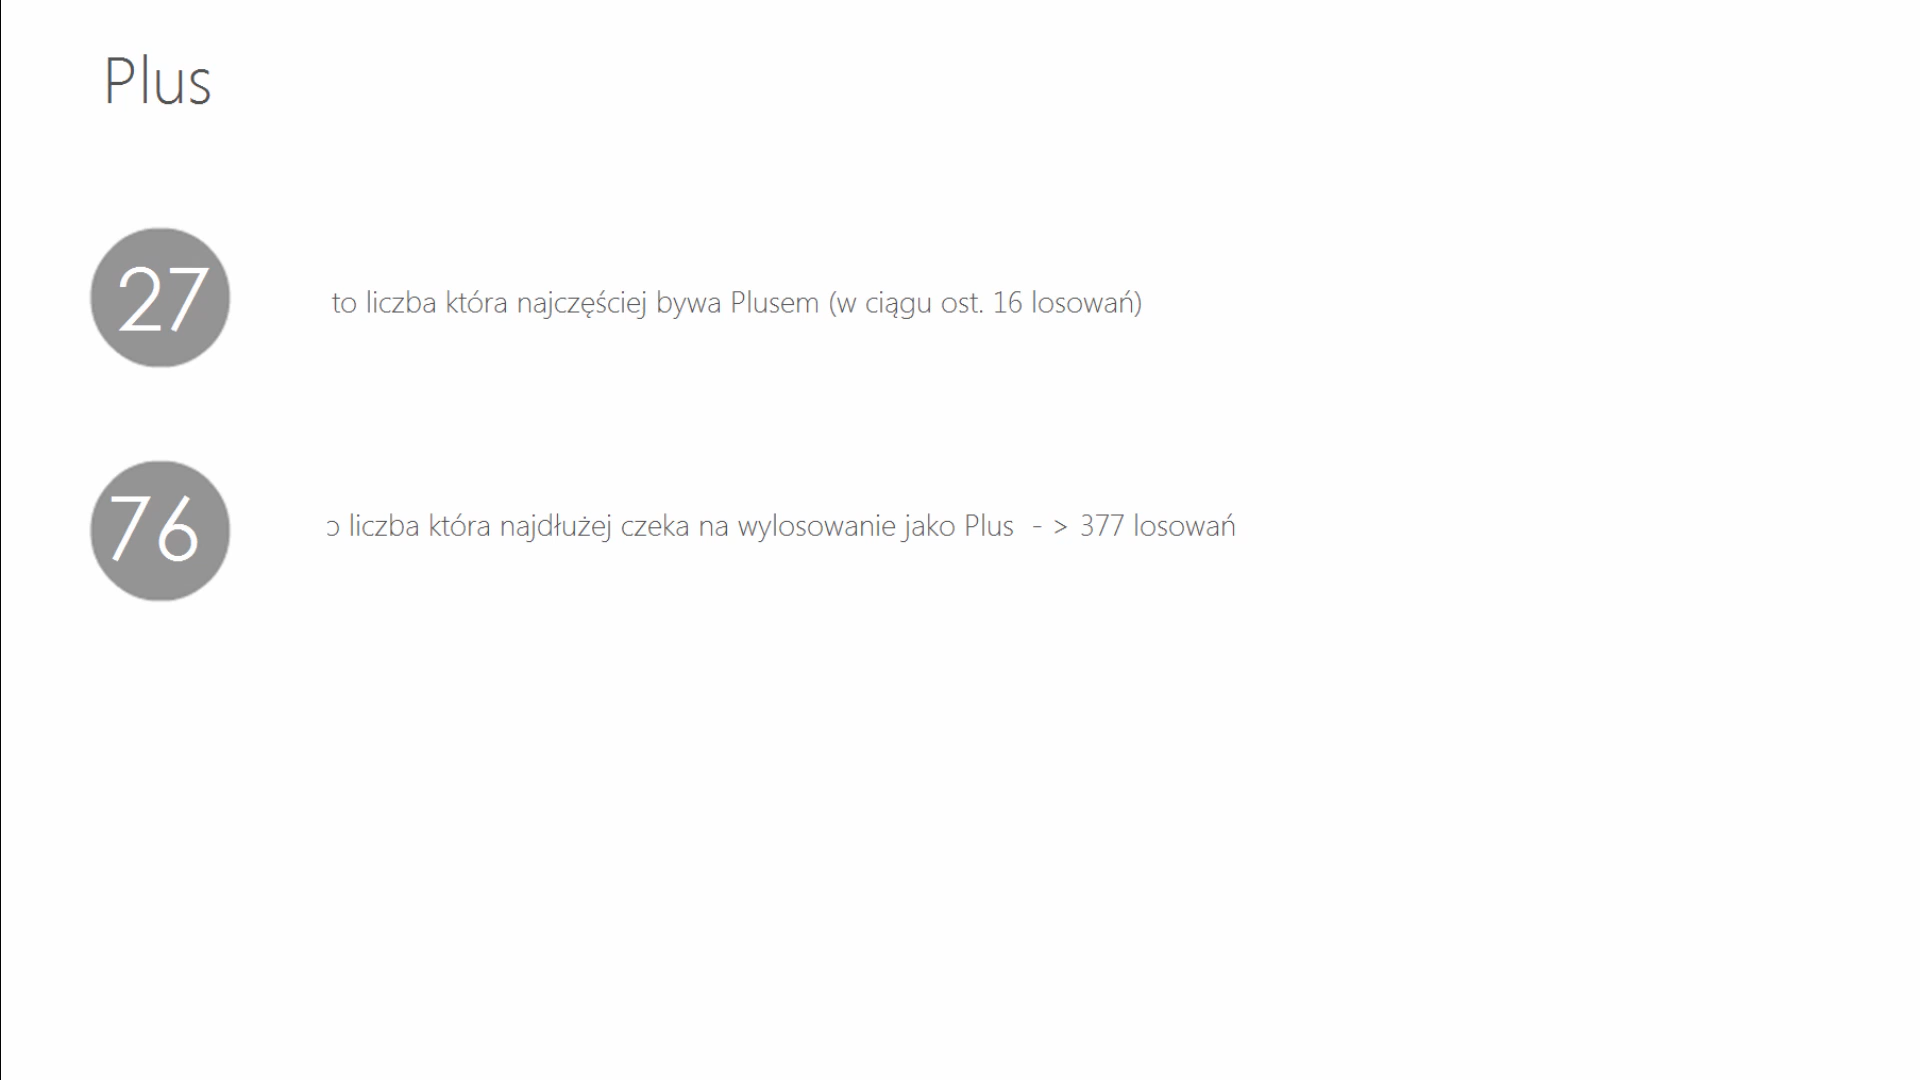 Plus
27
to liczba która najczęściej bywa Plusem (w ciągu ost. 16 losowań)
76
o liczba która najdłużej czeka na wylosowanie jako Plus - > 377 losowań